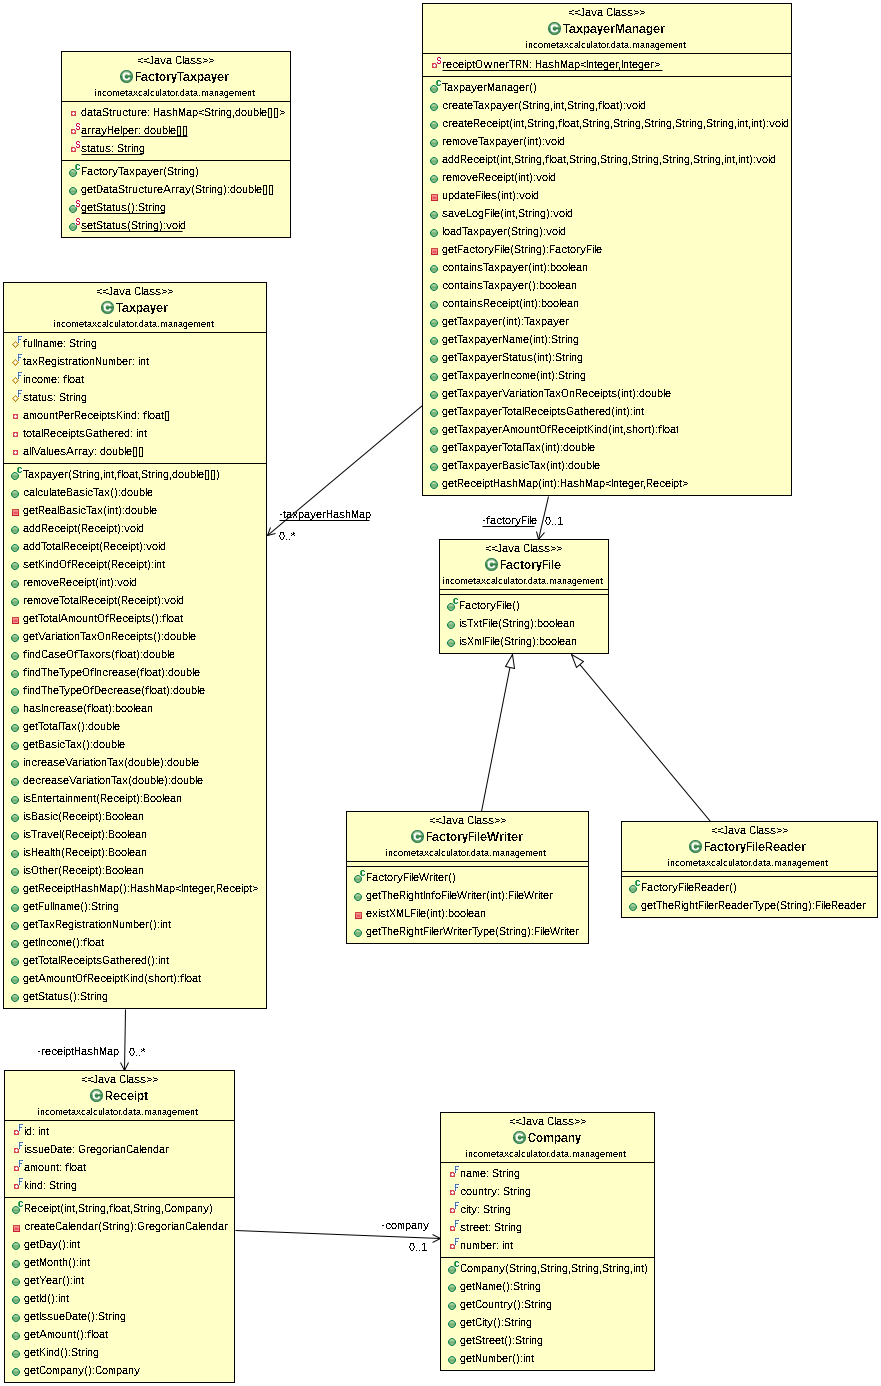 <<Java Class>>
TaxpayerManager
incometaxcalculator.data.management
receiptOwnerTRN: HashMap<Integer,Integer>
TaxpayerManager()
createTaxpayer(String,int,String,float):void
createReceipt(int,String,float,String,String,String,String,String,int,int):void
removeTaxpayer(int):void
addReceipt(int,String,float,String,String,String,String,String,int,int):void
removeReceipt(int):void
updateFiles(int):void
saveLogFile(int,String):void
loadTaxpayer(String):void
getFactoryFile(String):FactoryFile
containsTaxpayer(int):boolean
containsTaxpayer():boolean
containsReceipt(int):boolean
getTaxpayer(int):Taxpayer
getTaxpayerName(int):String
getTaxpayerStatus(int):String
getTaxpayerIncome(int):String
getTaxpayerVariationTaxOnReceipts(int):double
getTaxpayerTotalReceiptsGathered(int):int
getTaxpayerAmountOfReceiptKind(int,short):float
getTaxpayerTotalTax(int):double
getTaxpayerBasicTax(int):double
getReceiptHashMap(int):HashMap<Integer,Receipt>
<<Java Class>>
FactoryTaxpayer
incometaxcalculator.data.management
dataStructure: HashMap<String,double[][]>
arrayHelper: double[][]
status: String
FactoryTaxpayer(String)
getDataStructureArray(String):double[][]
getStatus():String
setStatus(String):void
<<Java Class>>
Taxpayer
incometaxcalculator.data.management
fullname: String
taxRegistrationNumber: int
income: float
status: String
amountPerReceiptsKind: float[]
totalReceiptsGathered: int
allValuesArray: double[][]
Taxpayer(String,int,float,String,double[][])
calculateBasicTax():double
getRealBasicTax(int):double
addReceipt(Receipt):void
addTotalReceipt(Receipt):void
setKindOfReceipt(Receipt):int
removeReceipt(int):void
removeTotalReceipt(Receipt):void
getTotalAmountOfReceipts():float
getVariationTaxOnReceipts():double
findCaseOfTaxors(float):double
findTheTypeOfIncrease(float):double
findTheTypeOfDecrease(float):double
hasIncrease(float):boolean
getTotalTax():double
getBasicTax():double
increaseVariationTax(double):double
decreaseVariationTax(double):double
isEntertainment(Receipt):Boolean
isBasic(Receipt):Boolean
isTravel(Receipt):Boolean
isHealth(Receipt):Boolean
isOther(Receipt):Boolean
getReceiptHashMap():HashMap<Integer,Receipt>
getFullname():String
getTaxRegistrationNumber():int
getIncome():float
getTotalReceiptsGathered():int
getAmountOfReceiptKind(short):float
getStatus():String
-taxpayerHashMap
0..*
-factoryFile 0..1
<<Java Class>>
FactoryFile
incometaxcalculator.data.management
FactoryFile()
isTxtFile(String):boolean
isXmlFile(String):boolean
<<Java Class>>
FactoryFileWriter
incometaxcalculator.data.management
FactoryFileWriter()
getTheRightInfoFileWriter(int):FileWriter
existXMLFile(int):boolean
getTheRightFilerWriterType(String):FileWriter
<<Java Class>>
FactoryFileReader
incometaxcalculator.data.management
FactoryFileReader()
getTheRightFilerReaderType(String):FileReader
-receiptHashMap 0..*
<<Java Class>>
Receipt
incometaxcalculator.data.management
id: int
issueDate: GregorianCalendar
amount: float
kind: String
Receipt(int,String,float,String,Company)
createCalendar(String):GregorianCalendar
getDay():int
getMonth():int
getYear():int
getId():int
getIssueDate():String
getAmount():float
getKind():String
getCompany():Company
-company
0..1
<<Java Class>>
Company
incometaxcalculator.data.management
name: String
country: String
city: String
street: String
number: int
Company(String,String,String,String,int)
getName():String
getCountry():String
getCity():String
getStreet():String
getNumber():int